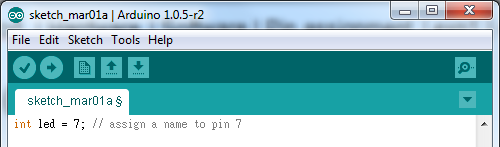 sketch_mar01a | Arduino 1.0.5-r2
File Edit Sketch Tools Help
sketch_mar01a §
int led = 7; // assign a name to pin 7